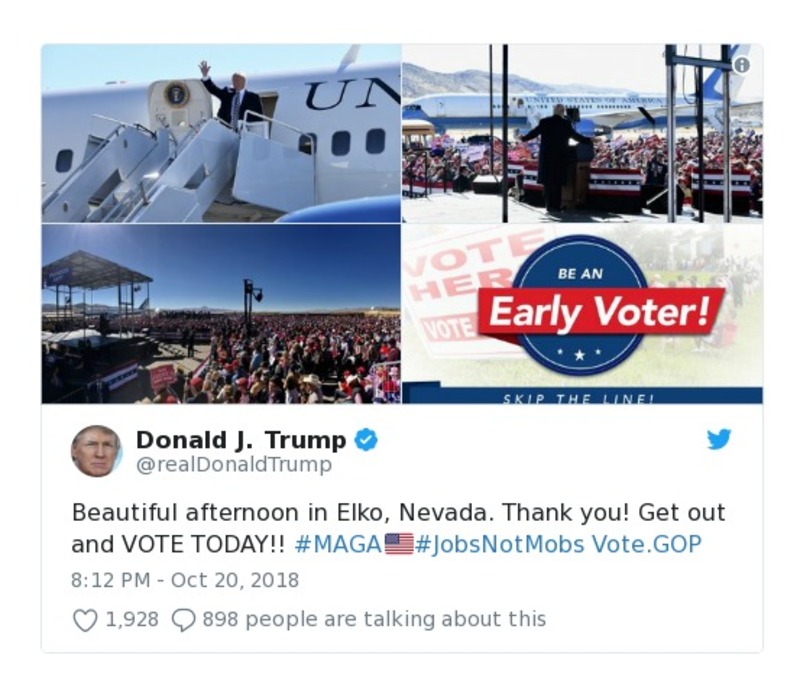 UN
UNITED STATES OF AMERICA
VOTE
HERE
VOTE
BE AN
Early Voter!
SKIP THE LINE!
Donald J. Trump
@realDonaldTrump
Beautiful afternoon in Elko, Nevada. Thank you! Get out
and VOTE TODAY!! #MAGA🇺🇸#JobsNotMobs Vote.GOP
8:12 PM - Oct 20, 2018
1,928 898 people are talking about this